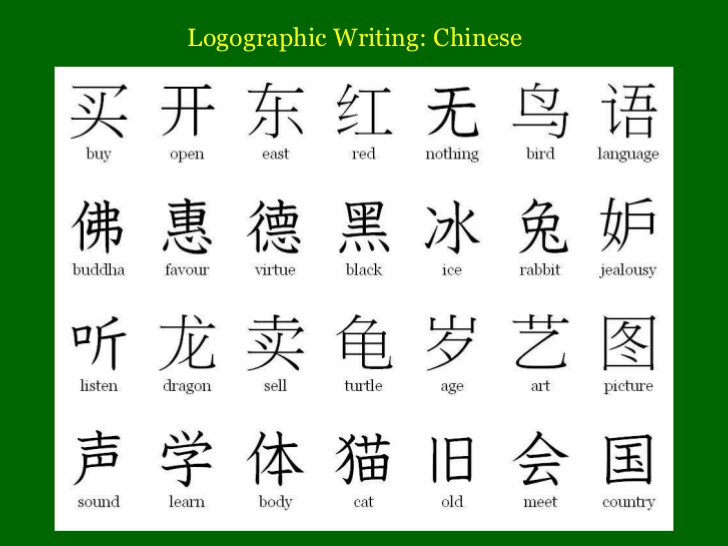 Logographic Writing: Chinese
买 开 东 红 无 鸟 语
buy open east red nothing bird language
佛 惠 德 黑 冰 兔 妒
buddha favour virtue black ice rabbit jealousy
听 龙 卖 龟 岁 艺 图
listen dragon sell turtle age art picture
声 学 体 猫 旧 会 国
sound learn body cat old meet country